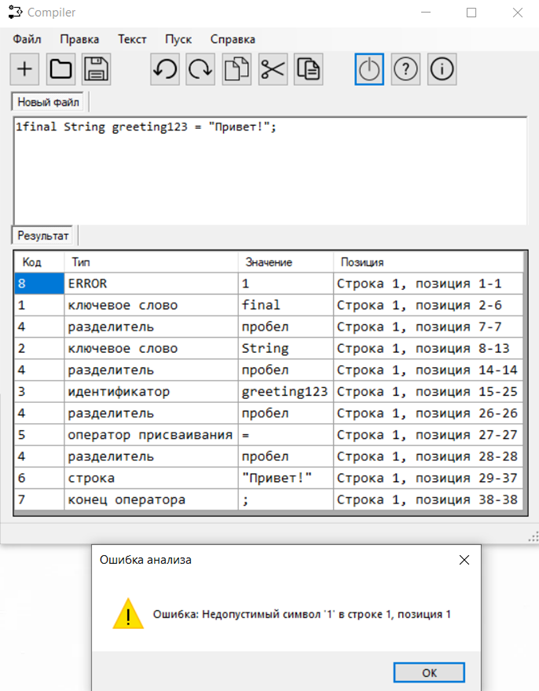 Compiler
Файл Правка Текст Пуск Справка
Новый файл
1final String greeting123 = "Привет!";
Результат
Код Тип Значение Позиция
8 ERROR 1 Строка 1, позиция 1-1
1 ключевое слово final Строка 1, позиция 2-6
4 разделитель пробел Строка 1, позиция 7-7
2 ключевое слово String Строка 1, позиция 8-13
4 разделитель пробел Строка 1, позиция 14-14
3 идентификатор greeting123 Строка 1, позиция 15-25
4 разделитель пробел Строка 1, позиция 26-26
5 оператор присваивания = Строка 1, позиция 27-27
4 разделитель пробел Строка 1, позиция 28-28
6 строка "Привет!" Строка 1, позиция 29-37
7 конец оператора ; Строка 1, позиция 38-38
Ошибка анализа
Ошибка: Недопустимый символ '1' в строке 1, позиция 1
OK